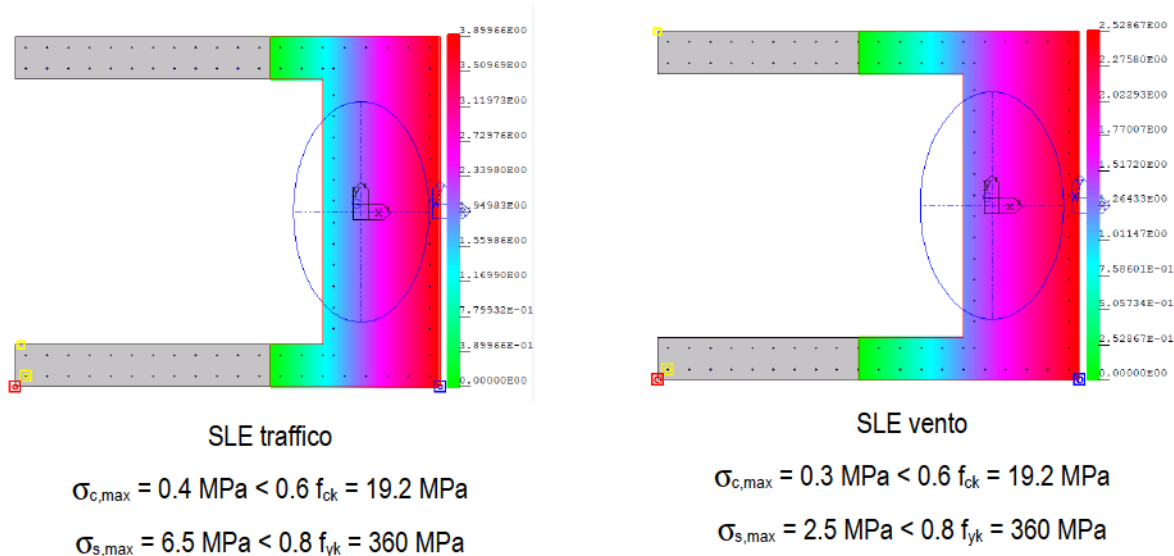 3.89966E00
3.50969E00
3.11973E00
2.72976E00
2.33980E00
.94983E00
1.55986E00
1.16990E00
7.75932E-01
3.89966E-01
0.00000E00
Y
X
SLE traffico
σc,max = 0.4 MPa < 0.6 fck = 19.2 MPa
σs,max = 6.5 MPa < 0.8 fyk = 360 MPa
2.52867E00
2.27580E00
2.02293E00
1.77007E00
1.51720E00
.26433E00
1.01147E00
7.58601E-01
5.05734E-01
2.52867E-01
0.00000E00
Y
X
SLE vento
σc,max = 0.3 MPa < 0.6 fck = 19.2 MPa
σs,max = 2.5 MPa < 0.8 fyk = 360 MPa